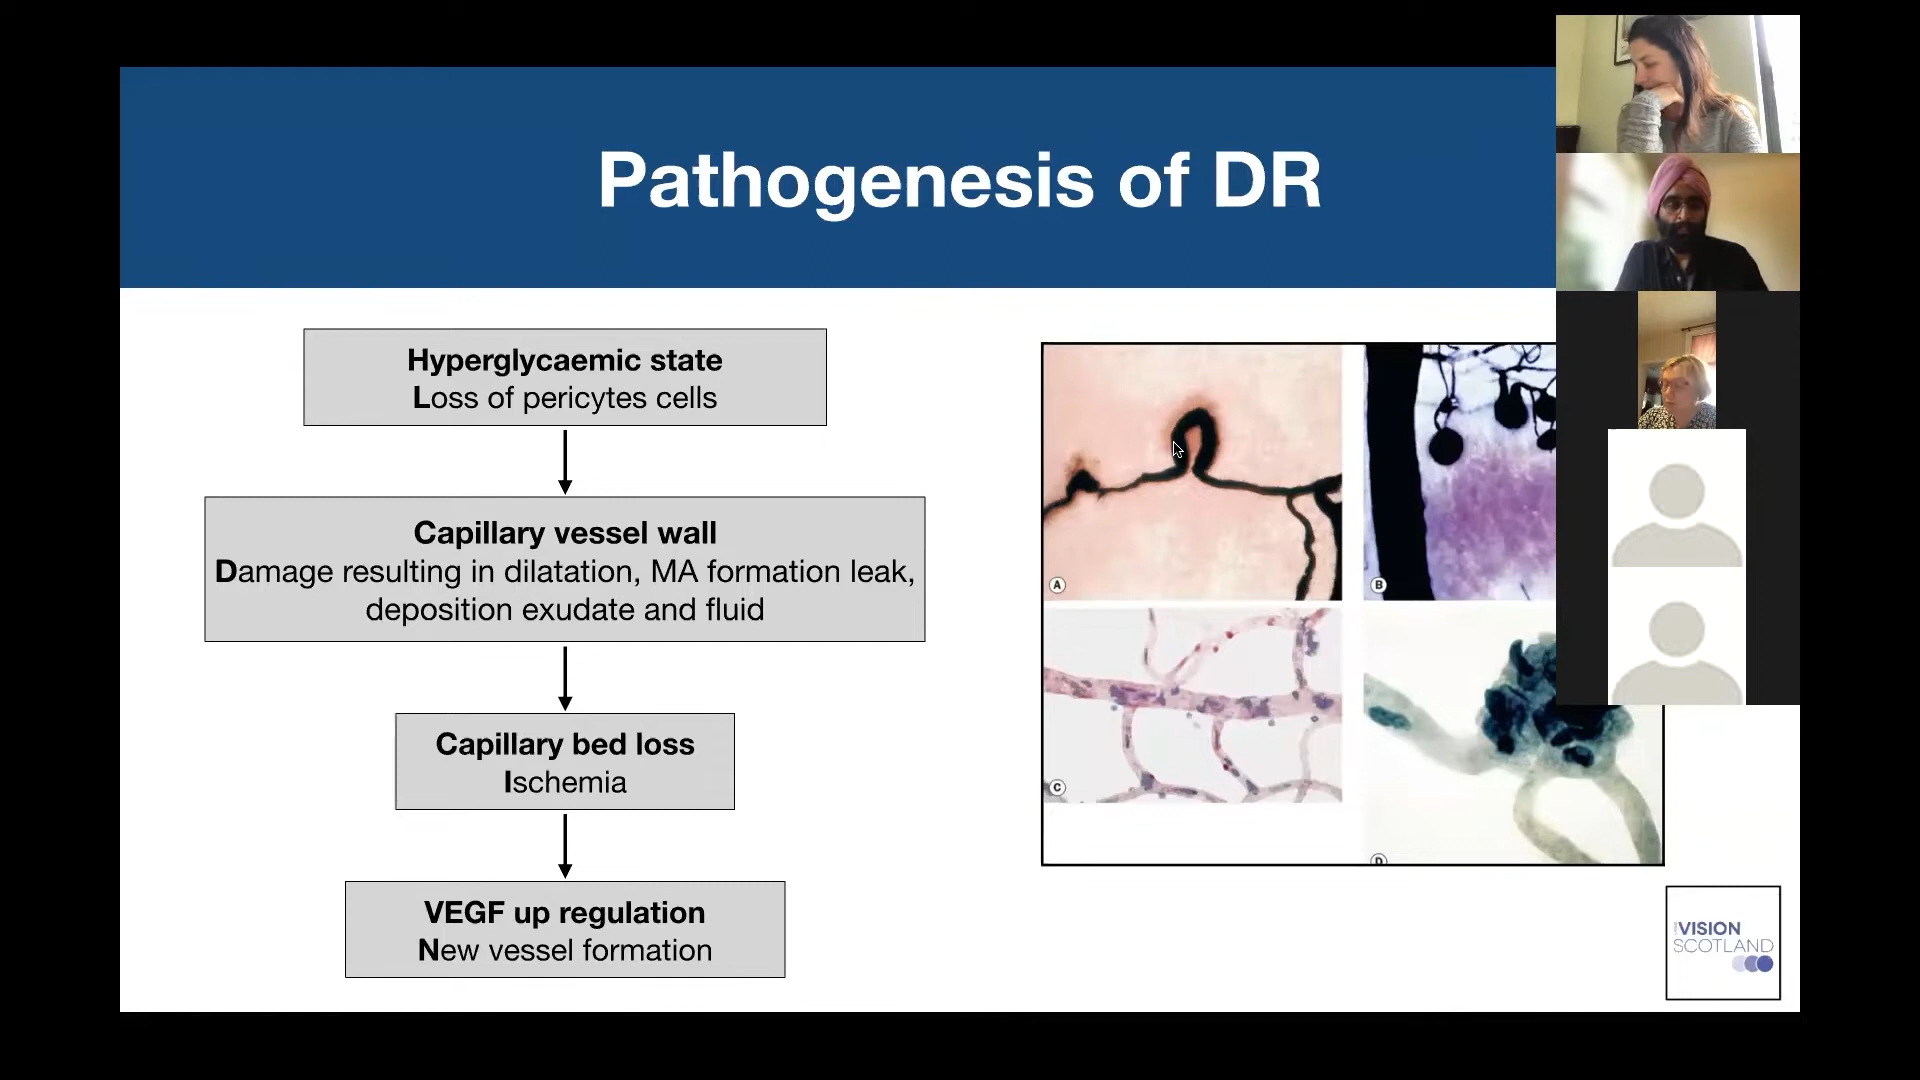 Pathogenesis of DR
Hyperglycaemic state
Loss of pericytes cells
Capillary vessel wall
Damage resulting in dilatation, MA formation leak,
deposition exudate and fluid
Capillary bed loss
Ischemia
VEGF up regulation
New vessel formation
A
B
C
D
VISION
SCOTLAND